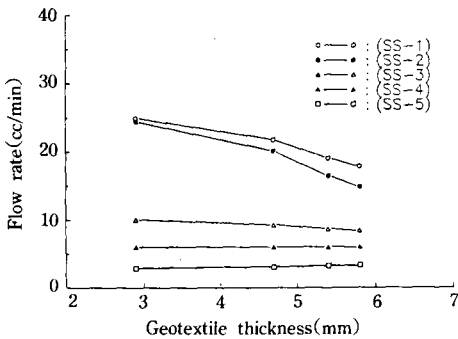 40
30
20
10
0
Flow rate(cc/min)
: (SS-1)
: (SS-2)
: (SS-3)
: (SS-4)
: (SS-5)
2 3 4 5 6 7
Geotextile thickness(mm)